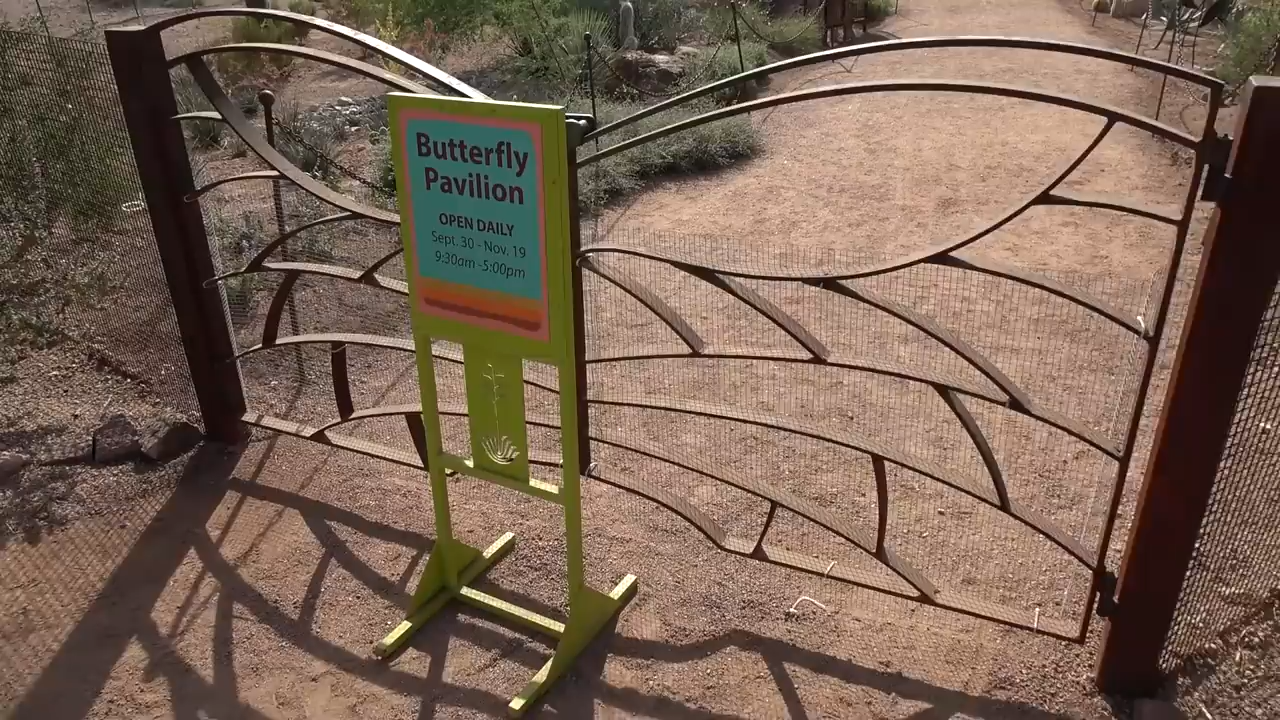 Butterfly
Pavilion
OPEN DAILY
Sept. 30 - Nov. 19
9:30am -5:00pm